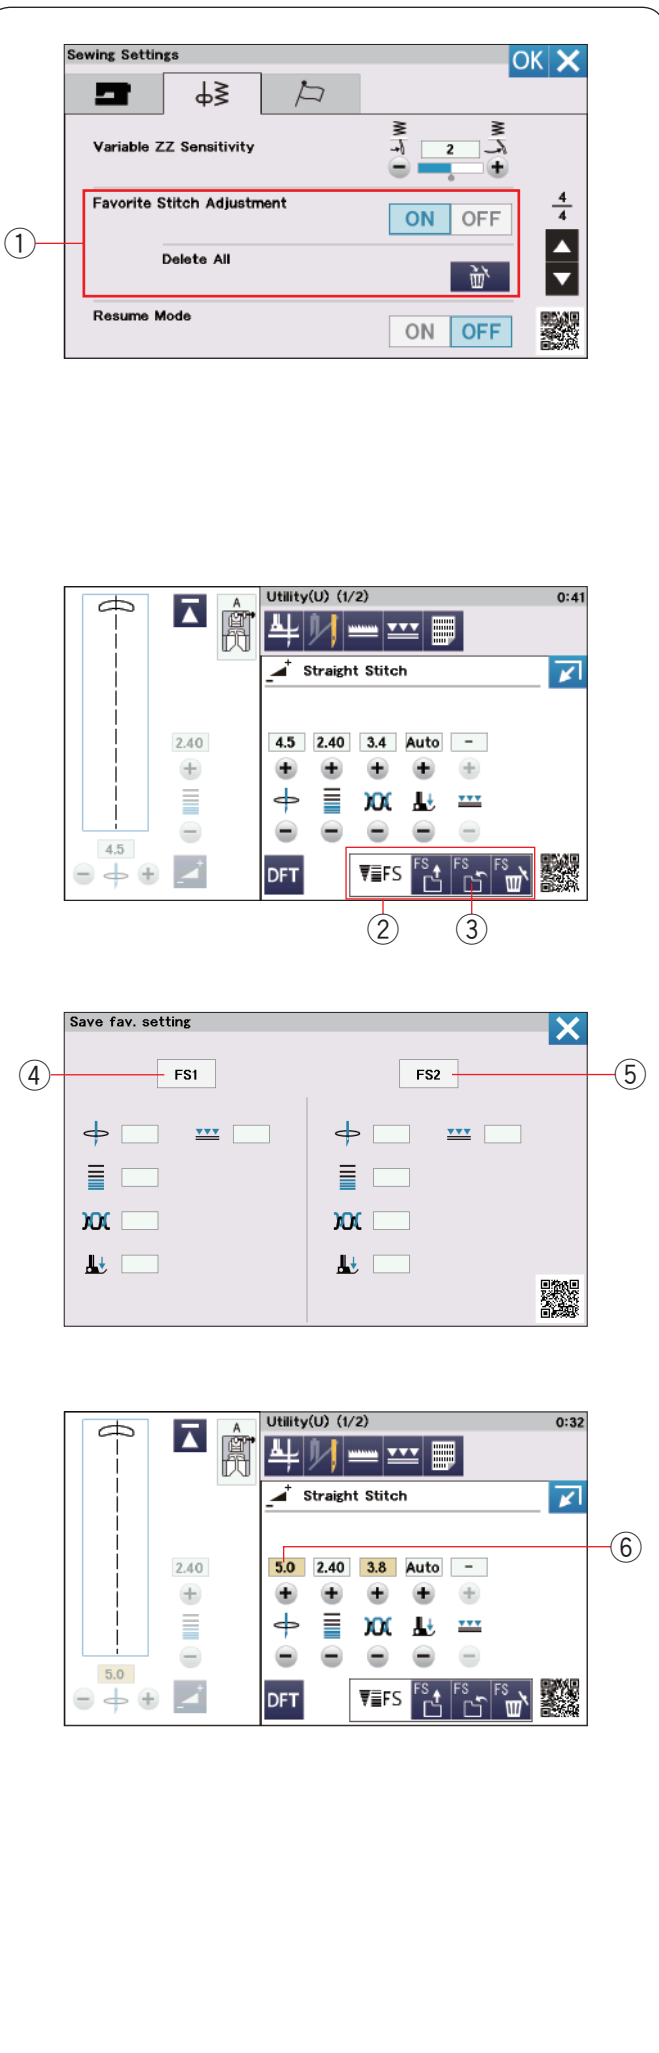 Sewing Settings
OK
Variable ZZ Sensitivity
2
Favorite Stitch Adjustment
ON OFF
4
4
①
Delete All
Resume Mode
ON OFF
A
Utility(U) (1/2) 0:41
Straight Stitch
2.40
4.5 2.40 3.4 Auto -
4.5
DFT
FS FS FS FS
② ③
Save fav. setting
④ FS1 FS2 ⑤
A
Utility(U) (1/2) 0:32
Straight Stitch
⑥
2.40
5.0 2.40 3.8 Auto -
5.0
DFT
FS FS FS FS